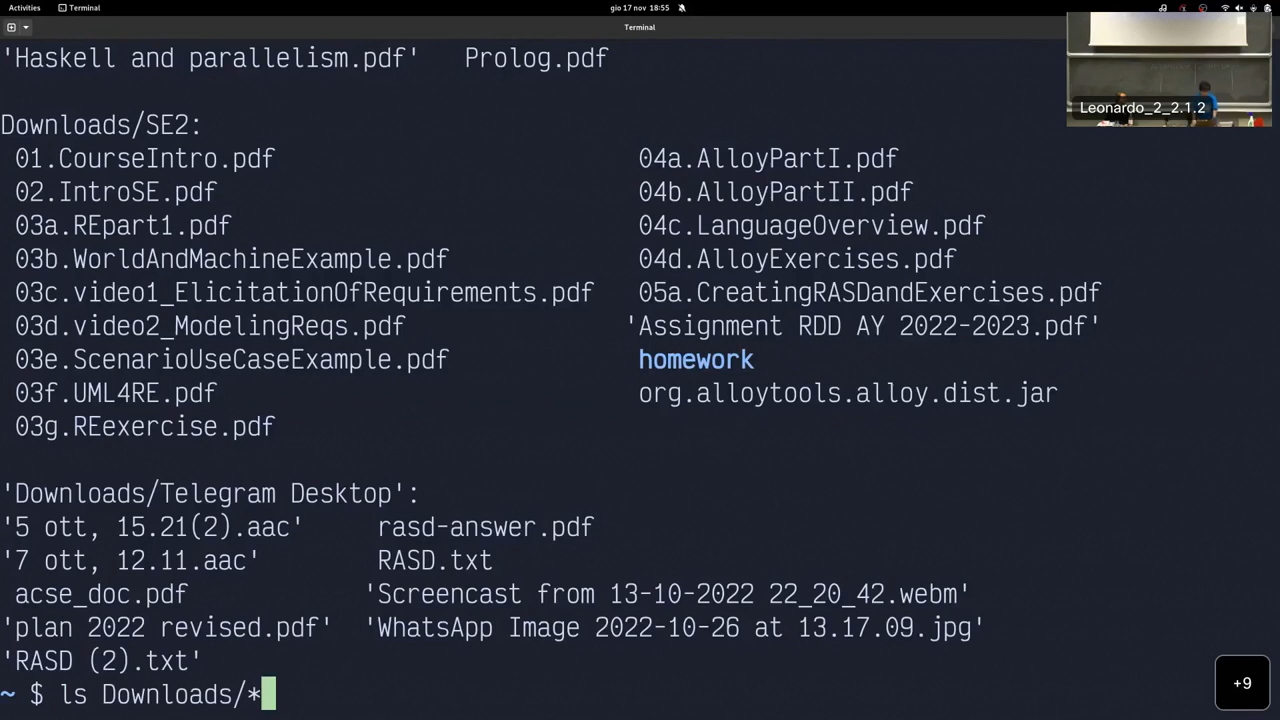 Activities Terminal gio 17 nov 18:55
Terminal
'Haskell and parallelism.pdf' Prolog.pdf
Downloads/SE2:
01.CourseIntro.pdf 04a.AlloyPartI.pdf
02.IntroSE.pdf 04b.AlloyPartII.pdf
03a.REpart1.pdf 04c.LanguageOverview.pdf
03b.WorldAndMachineExample.pdf 04d.AlloyExercises.pdf
03c.video1_ElicitationOfRequirements.pdf 05a.CreatingRASDandExercises.pdf
03d.video2_ModelingReqs.pdf 'Assignment RDD AY 2022-2023.pdf'
03e.ScenarioUseCaseExample.pdf homework
03f.UML4RE.pdf org.alloytools.alloy.dist.jar
03g.REexercise.pdf
'Downloads/Telegram Desktop':
'5 ott, 15.21(2).aac' rasd-answer.pdf
'7 ott, 12.11.aac' RASD.txt
acse_doc.pdf 'Screencast from 13-10-2022 22_20_42.webm'
'plan 2022 revised.pdf' 'WhatsApp Image 2022-10-26 at 13.17.09.jpg'
'RASD (2).txt'
~ $ ls Downloads/*
Leonardo_2_2.1.2
+9